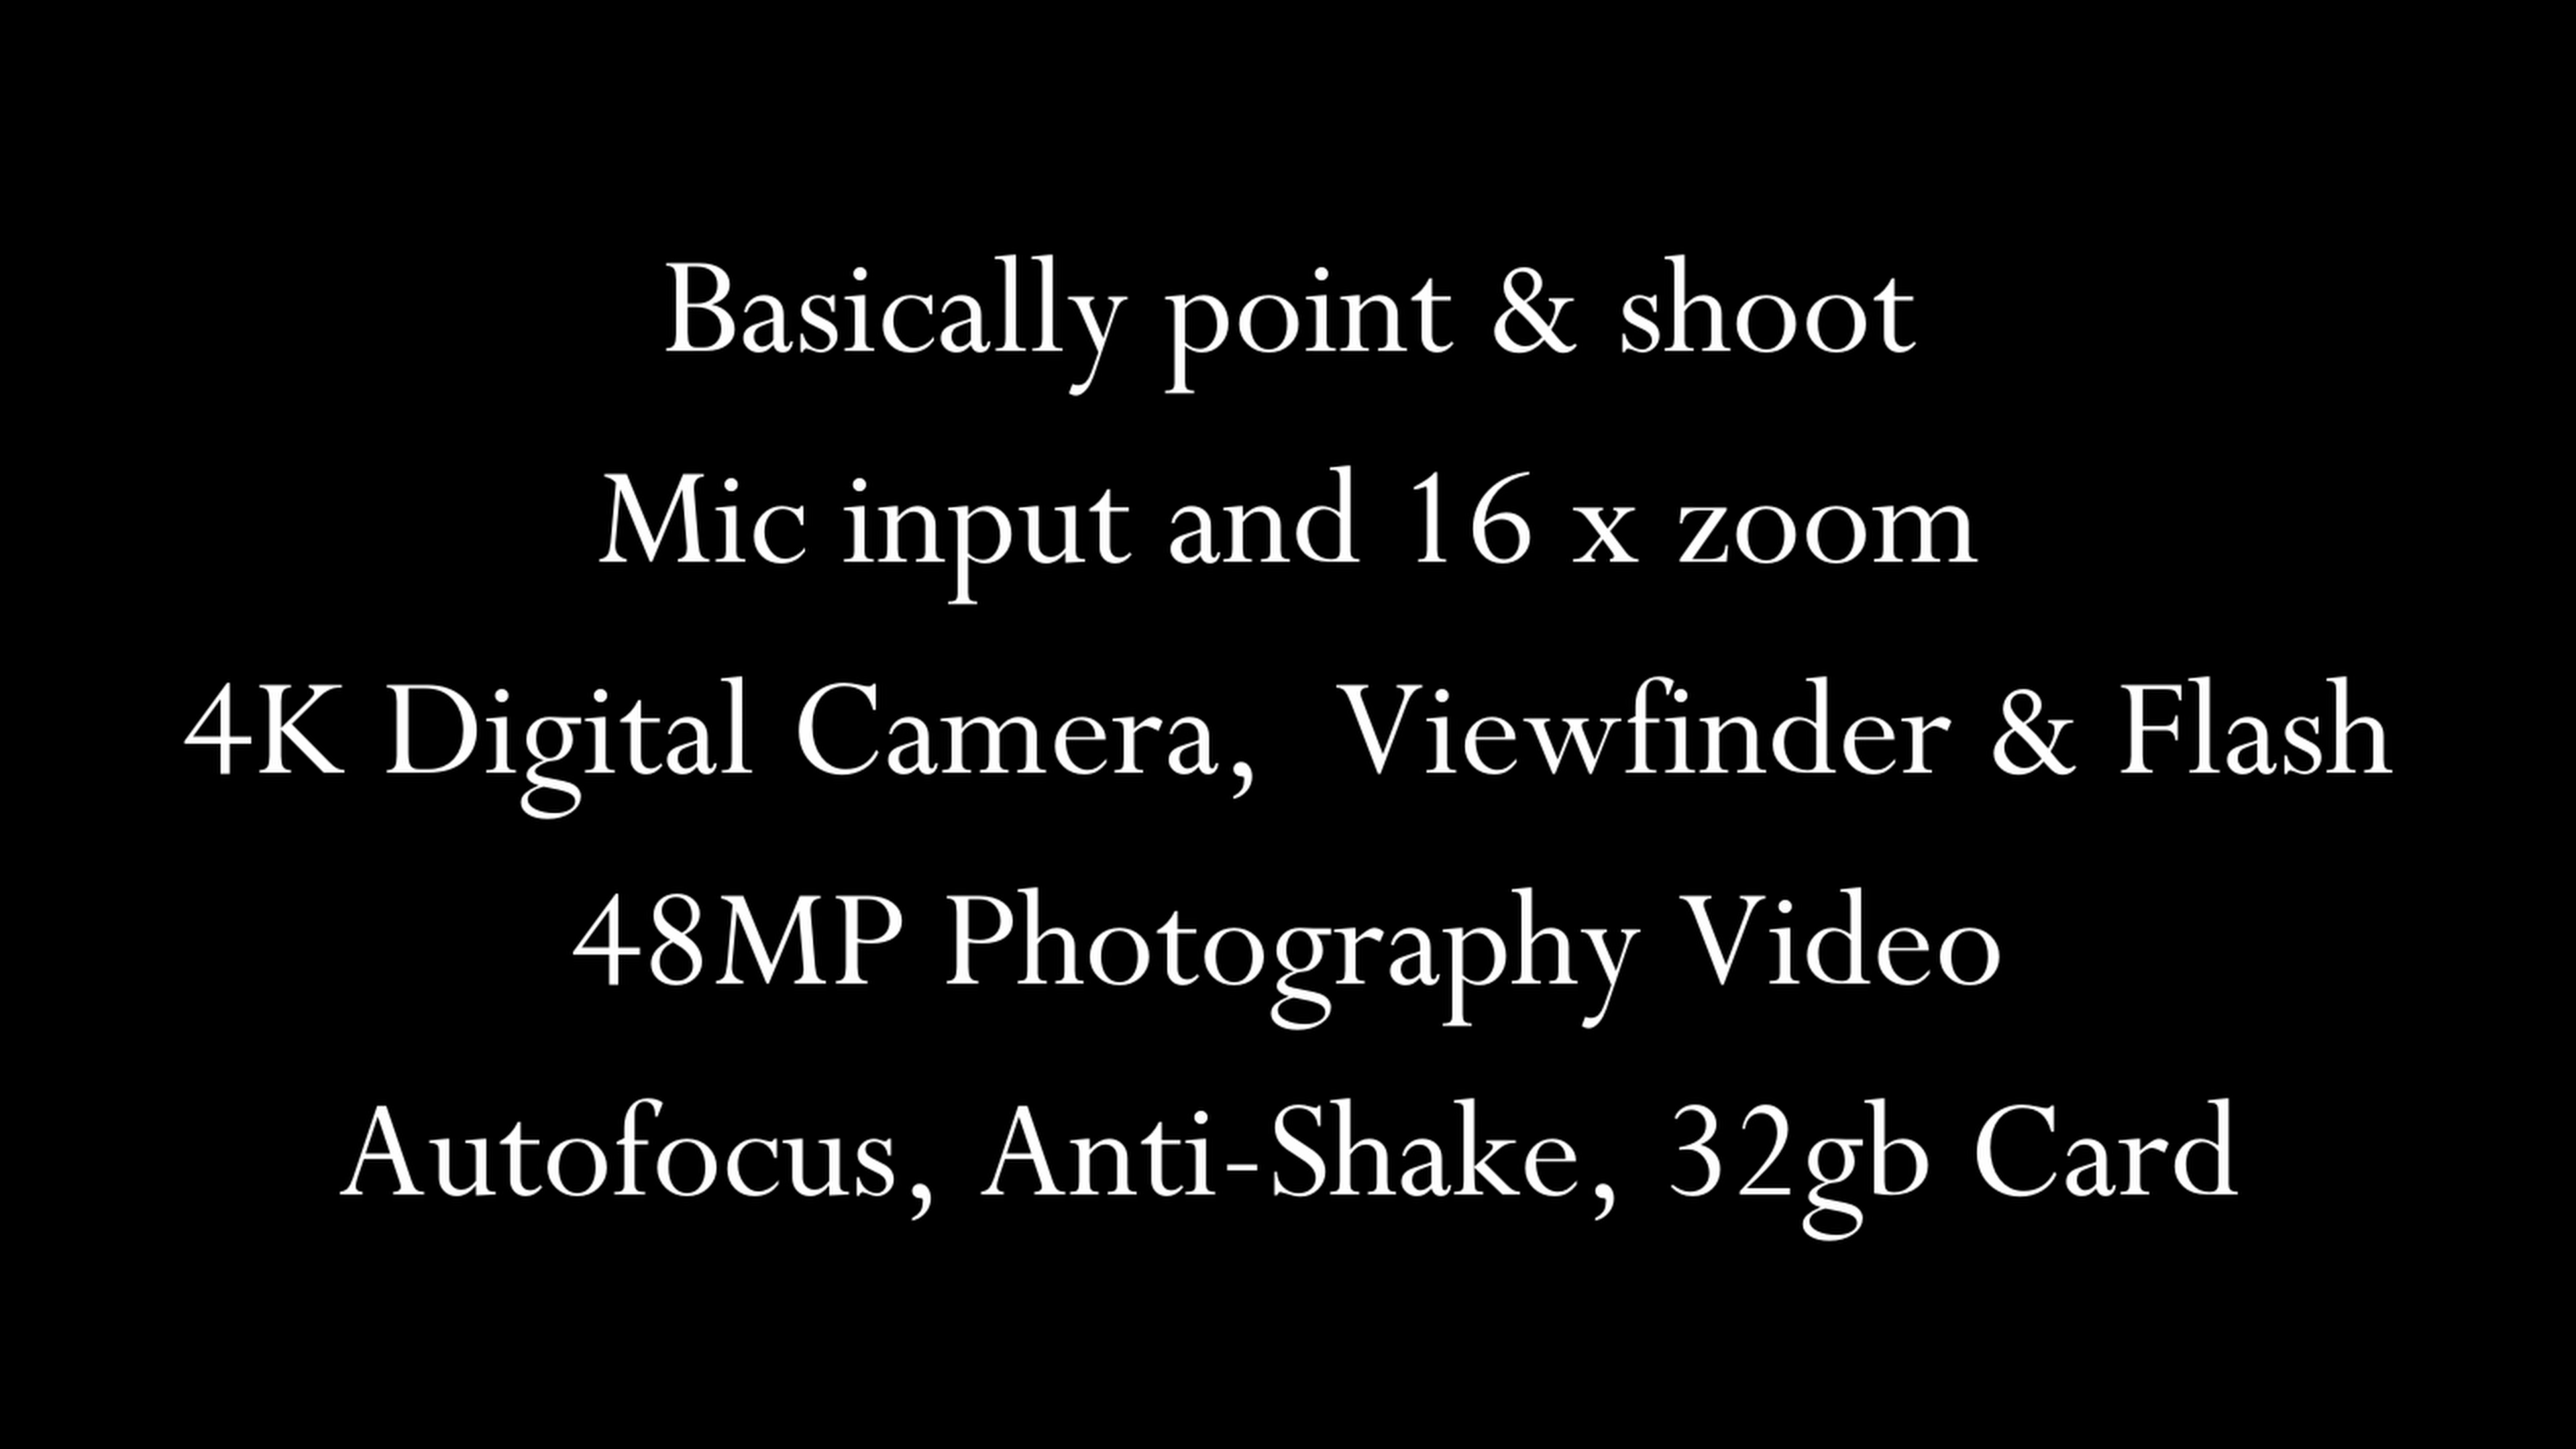 Basically point & shoot
Mic input and 16 x zoom
4K Digital Camera,  Viewfinder & Flash
48MP Photography Video
Autofocus, Anti-Shake, 32gb Card